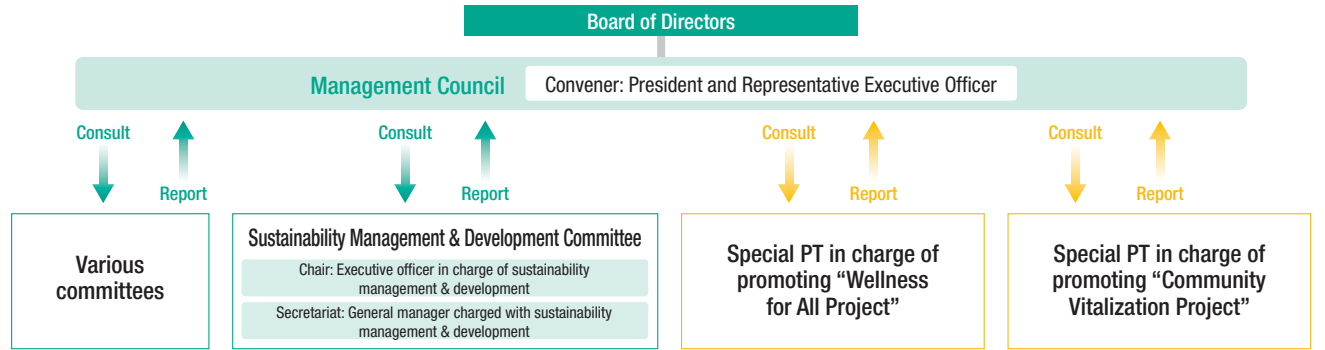 Board of Directors
Management Council
Convener: President and Representative Executive Officer
Consult
Report
Consult
Report
Consult
Report
Consult
Report
Various
committees
Sustainability Management & Development Committee
Chair: Executive officer in charge of sustainability
management & development
Secretariat: General manager charged with sustainability
management & development
Special PT in charge of
promoting “Wellness
for All Project”
Special PT in charge of
promoting “Community
Vitalization Project”